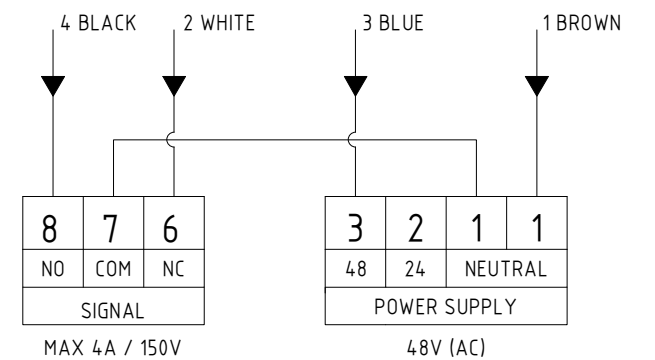 4 BLACK 2 WHITE 3 BLUE 1 BROWN
8 7 6 3 2 1 1
NO COM NC 48 24 NEUTRAL
SIGNAL POWER SUPPLY
MAX 4A / 150V 48V (AC)